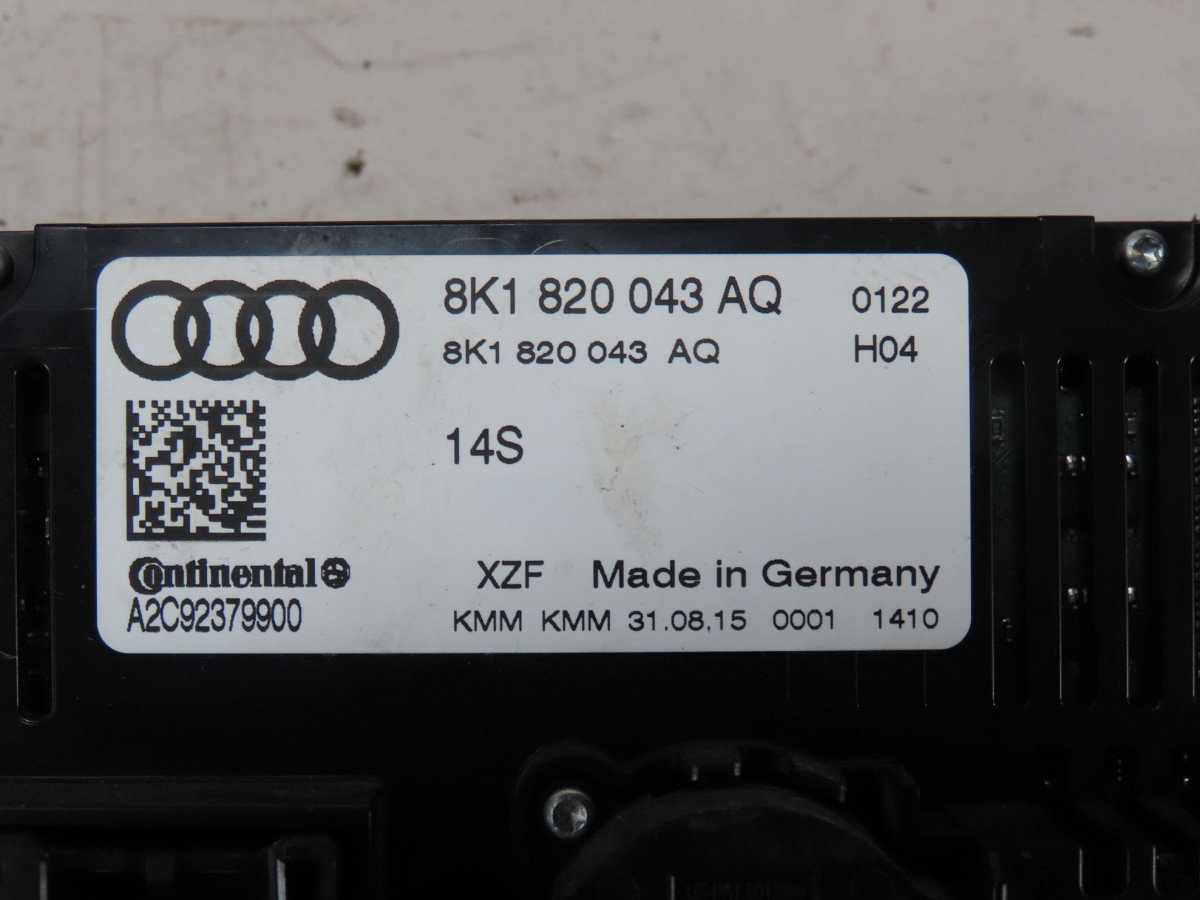 8K1 820 043 AQ 0122
8K1 820 043 AQ H04
14S
Continental
XZF Made in Germany
A2C92379900
KMM KMM 31.08.15 0001 1410